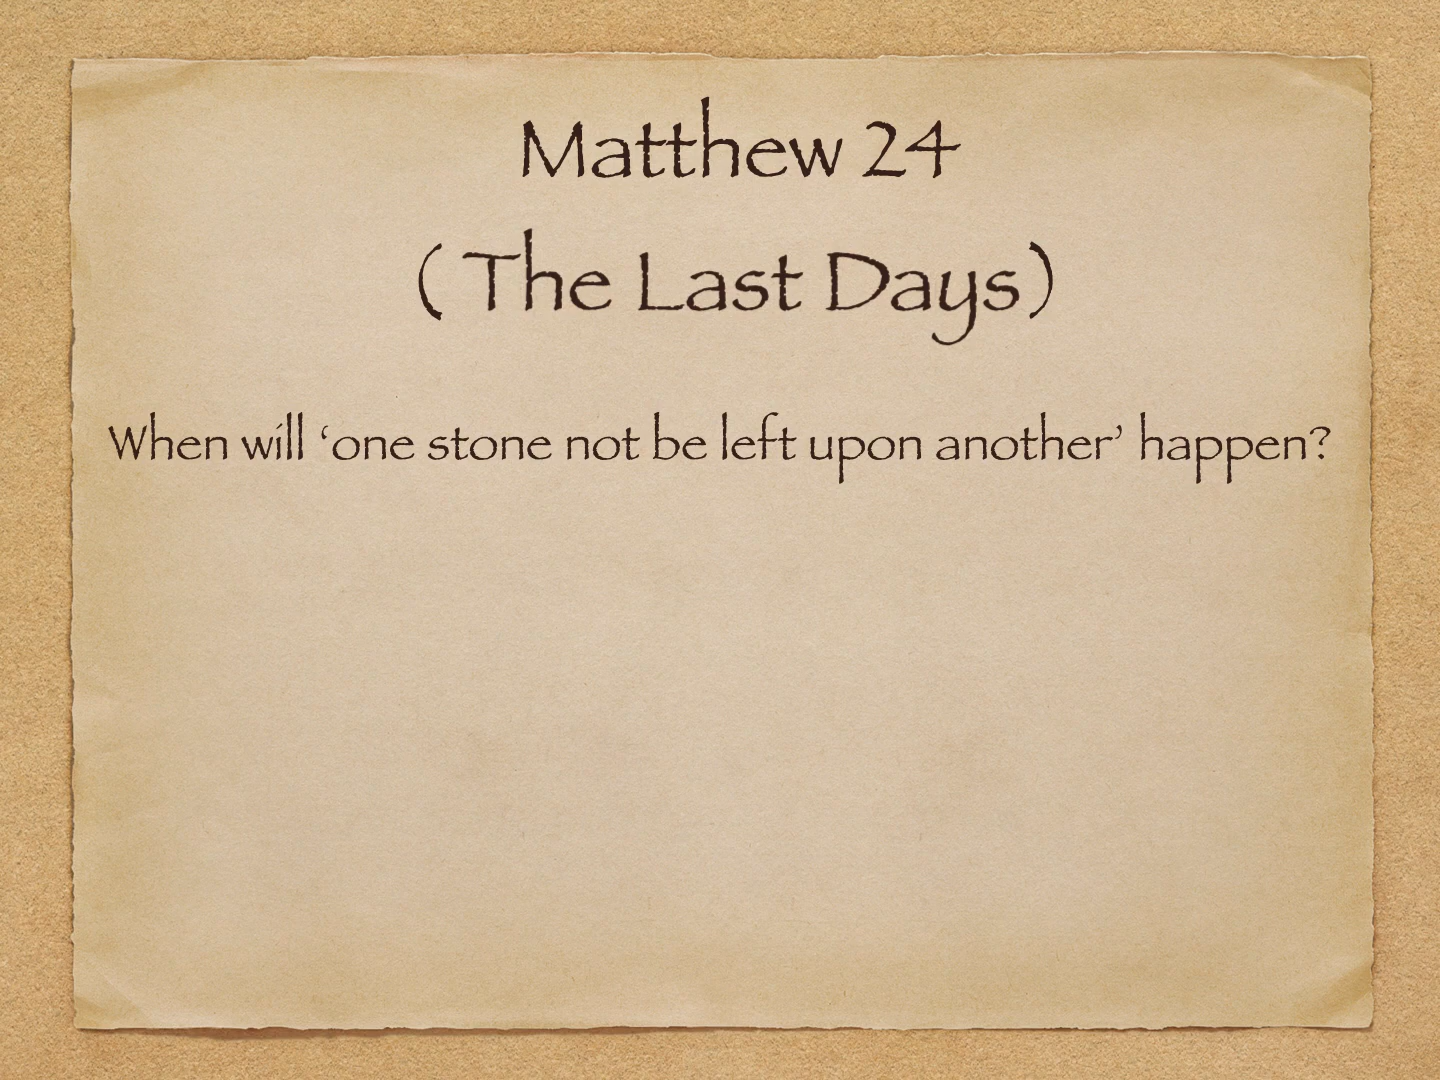 Matthew 24
( The Last Days)
When will ‘one stone not be left upon another’ happen?